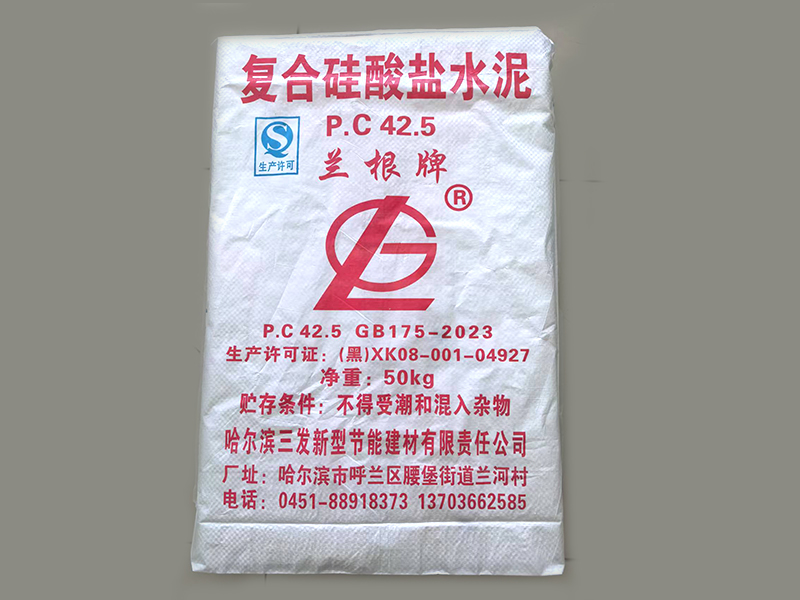 复合硅酸盐水泥
P.C 42.5
生产许可
兰根牌
®
LG
P.C 42.5 GB175-2023
生产许可证：(黑)XK08-001-04927
净重：50kg
贮存条件：不得受潮和混入杂物
哈尔滨三发新型节能建材有限责任公司
厂址：哈尔滨市呼兰区腰堡街道兰河村
电话：0451-88918373 13703662585